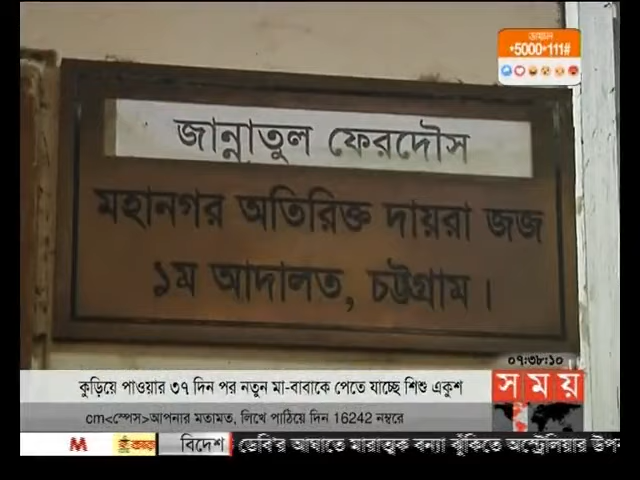 ডায়াল
*5000*111#
জান্নাতুল ফেরদৌস
মহানগর অতিরিক্ত দায়রা জজ
১ম আদালত, চট্টগ্রাম।
০৭:৩৮:১০
কুড়িয়ে পাওয়ার ৩৭ দিন পর নতুন মা-বাবাকে পেতে যাচ্ছে শিশু একুশ
সময়
cm<স্পেস>আপনার মতামত, লিখে পাঠিয়ে দিন 16242 নম্বরে
বিদেশ ডেবি'র আঘাতে মারাত্মক বন্যা ঝুঁকিতে অস্ট্রেলিয়ার